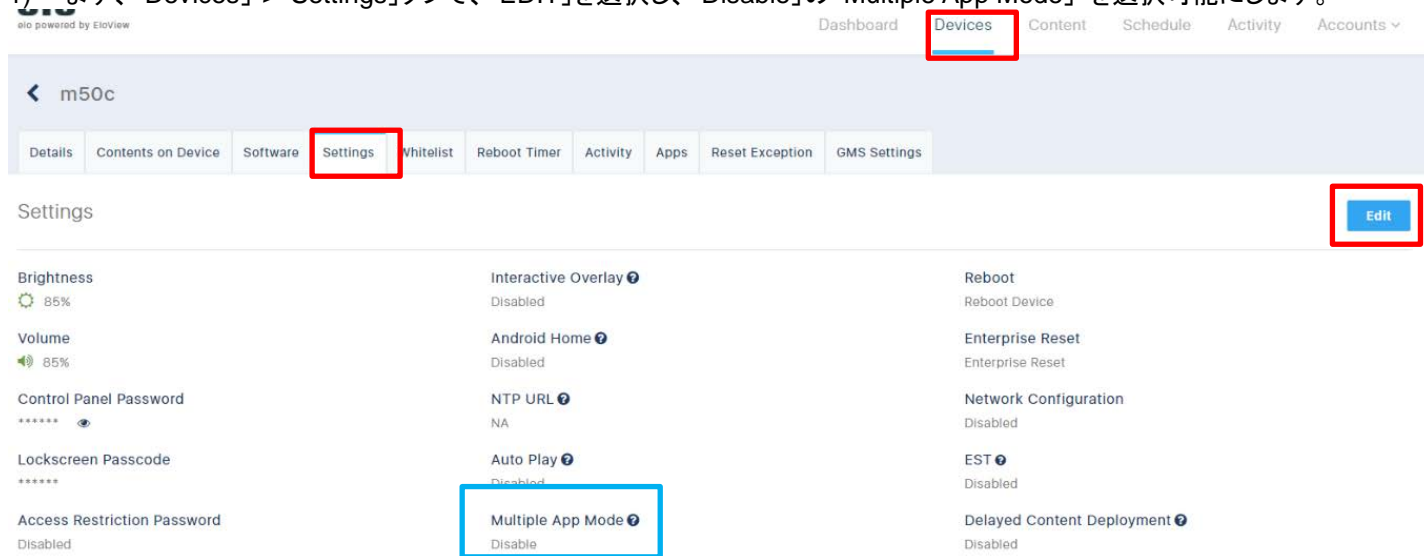 1) まず、「Devices」>「Settings」タブで、「EDIT」を選択し、「Disable」の「Multiple App Mode」 を選択可能にします。
elo powered by EloView
Dashboard Devices Content Schedule Activity Accounts
m50c
Details Contents on Device Software Settings Whitelist Reboot Timer Activity Apps Reset Exception GMS Settings
Settings Edit
Brightness Interactive Overlay Reboot
85% Disabled Reboot Device
Volume Android Home Enterprise Reset
85% Disabled Enterprise Reset
Control Panel Password NTP URL Network Configuration
****** NA Disabled
Lockscreen Passcode Auto Play EST
****** Disabled Disabled
Access Restriction Password Multiple App Mode Delayed Content Deployment
Disabled Disable Disabled